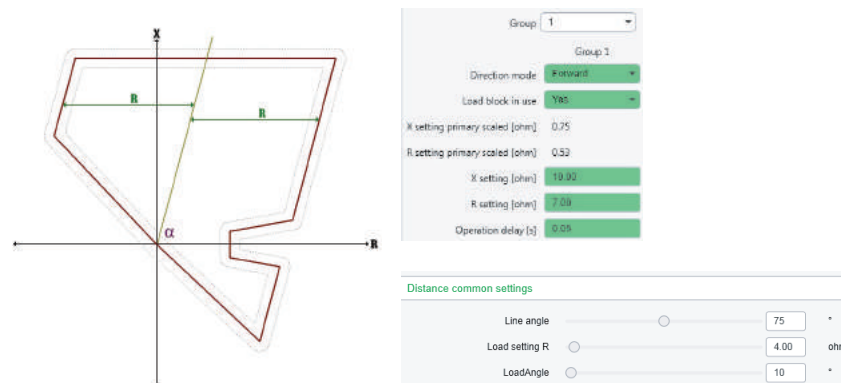 X
R
R
α
R
Group 1
Group 1
Direction mode Forward
Load block in use Yes
X setting primary scaled [ohm] 0.75
R setting primary scaled [ohm] 0.53
X setting [ohm] 10.00
R setting [ohm] 7.00
Operation delay [s] 0.05
Distance common settings
Line angle 75 °
Load setting R 4.00 ohm
LoadAngle 10 °